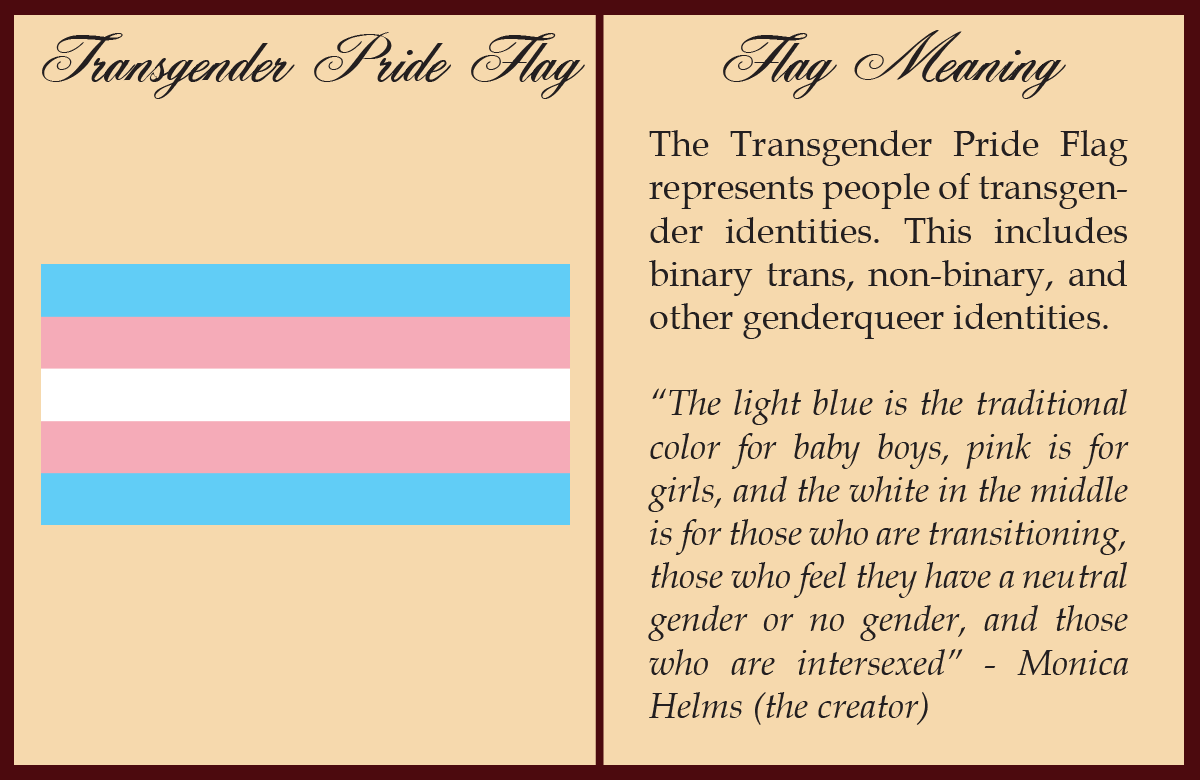 Transgender Pride Flag
Flag Meaning
The Transgender Pride Flag
represents people of transgen-
der identities. This includes
binary trans, non-binary, and
other genderqueer identities.
“The light blue is the traditional
color for baby boys, pink is for
girls, and the white in the middle
is for those who are transitioning,
those who feel they have a neutral
gender or no gender, and those
who are intersexed” - Monica
Helms (the creator)